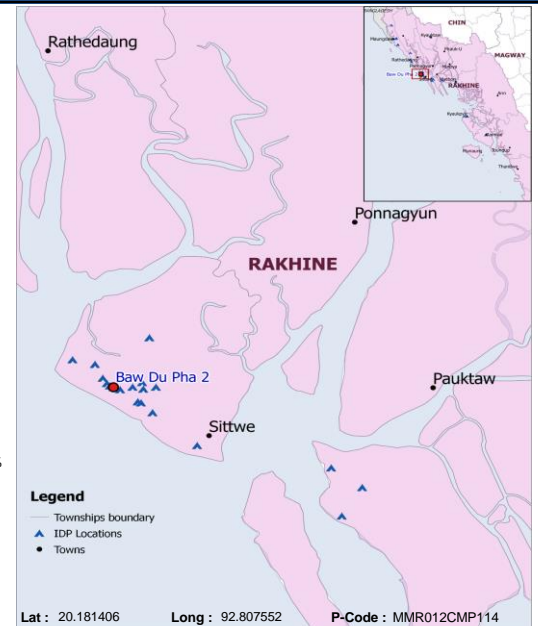 Rathedaung
CHIN
MAGWAY
RAKHINE
Ponnagyun
RAKHINE
Baw Du Pha 2
Pauktaw
Sittwe
Legend
Townships boundary
IDP Locations
Towns
Lat : 20.181406 Long : 92.807552 P-Code : MMR012CMP114